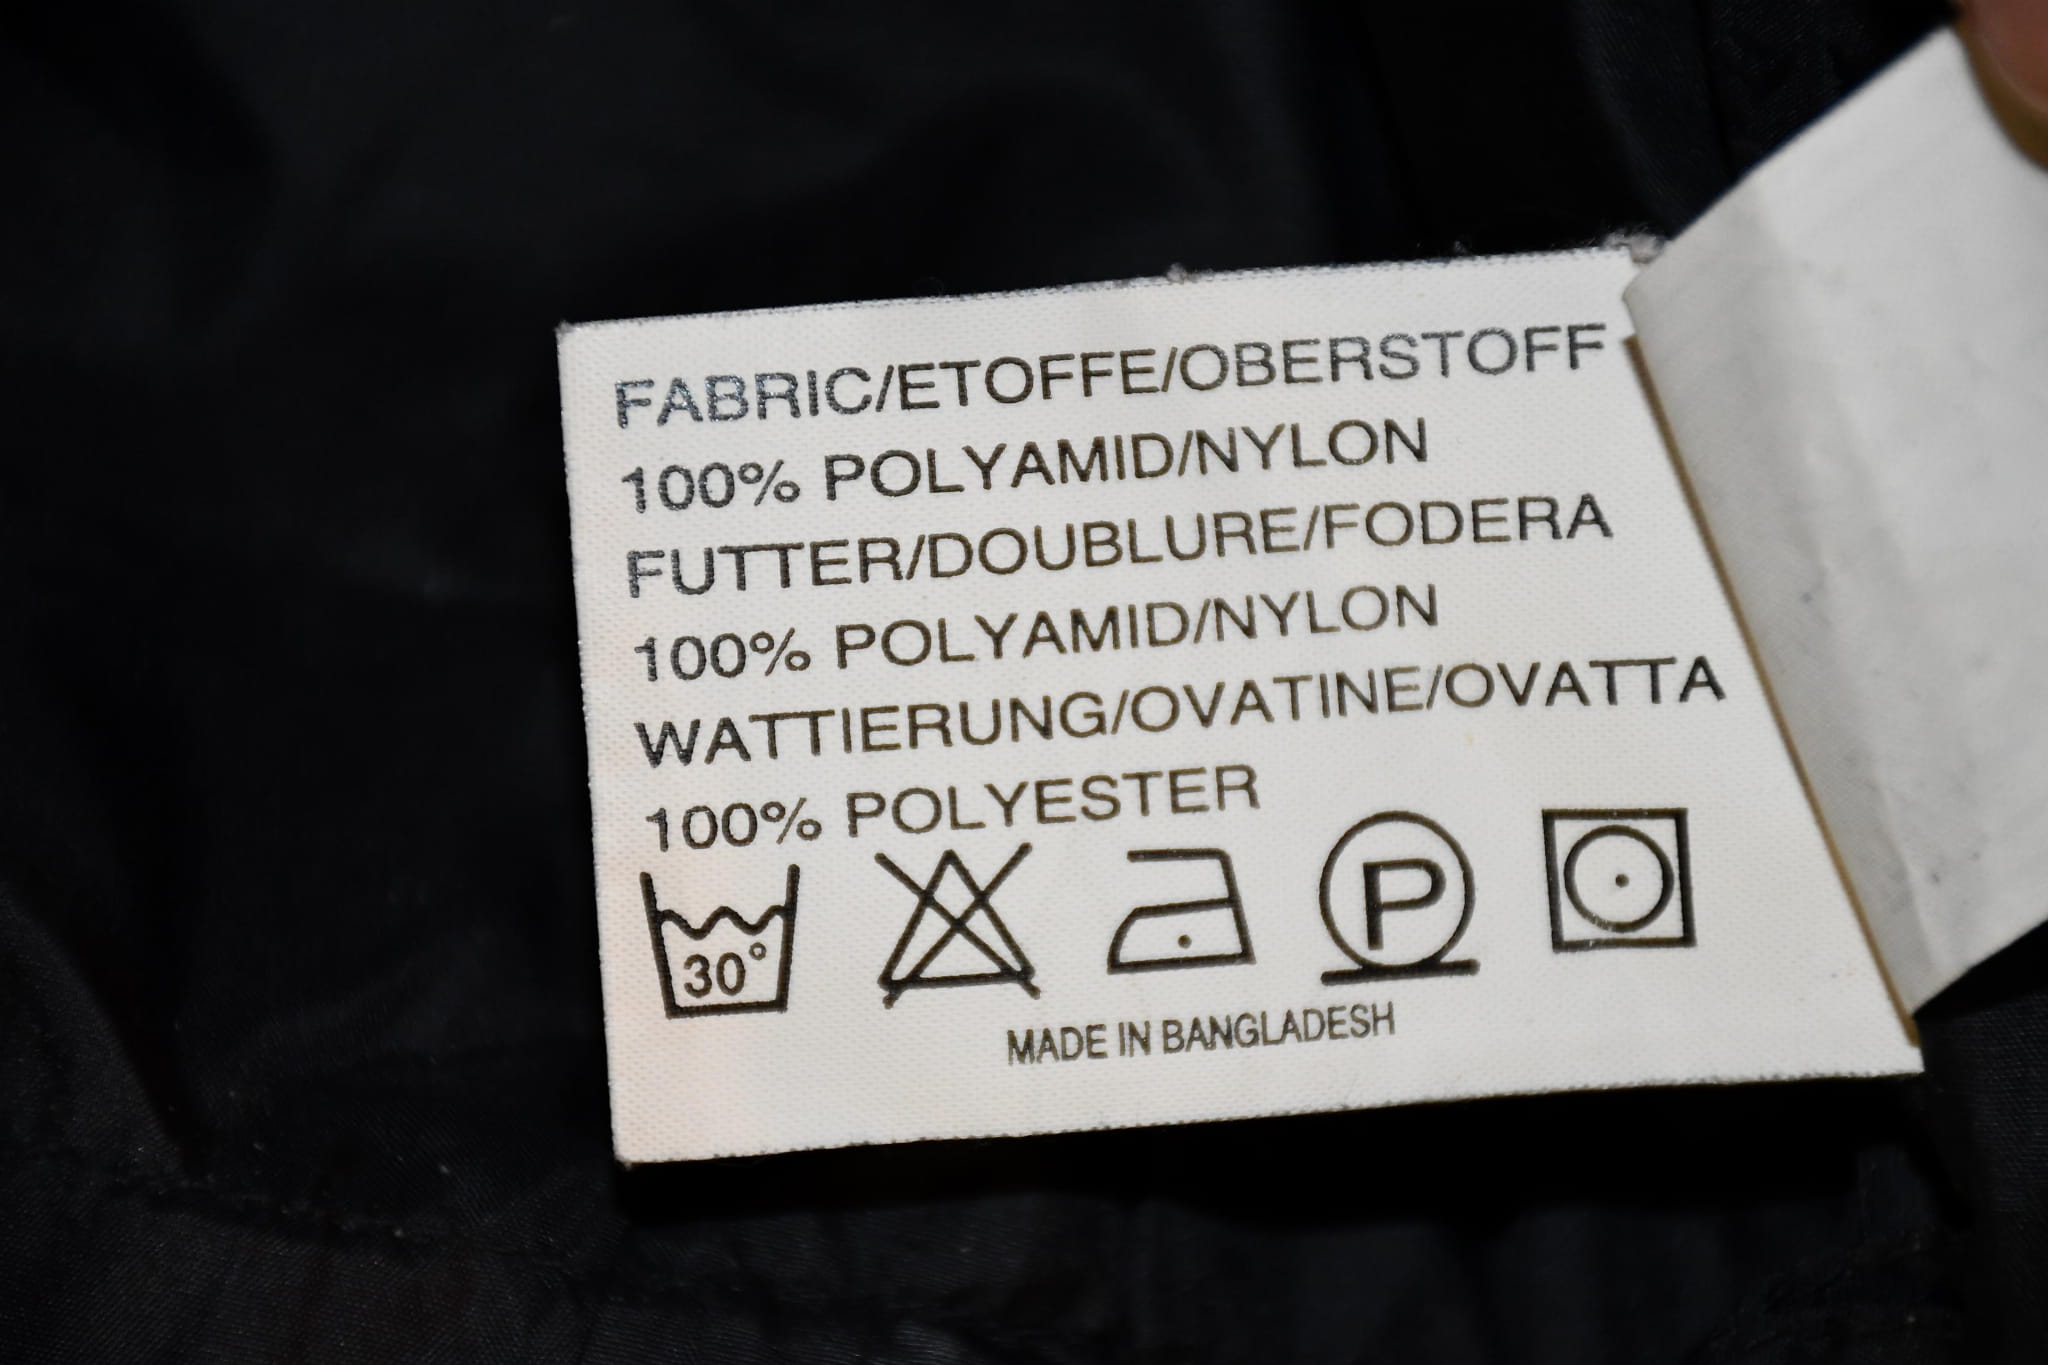 FABRIC/ETOFFE/OBERSTOFF
100% POLYAMID/NYLON
FUTTER/DOUBLURE/FODERA
100% POLYAMID/NYLON
WATTIERUNG/OVATINE/OVATTA
100% POLYESTER
30° P
MADE IN BANGLADESH